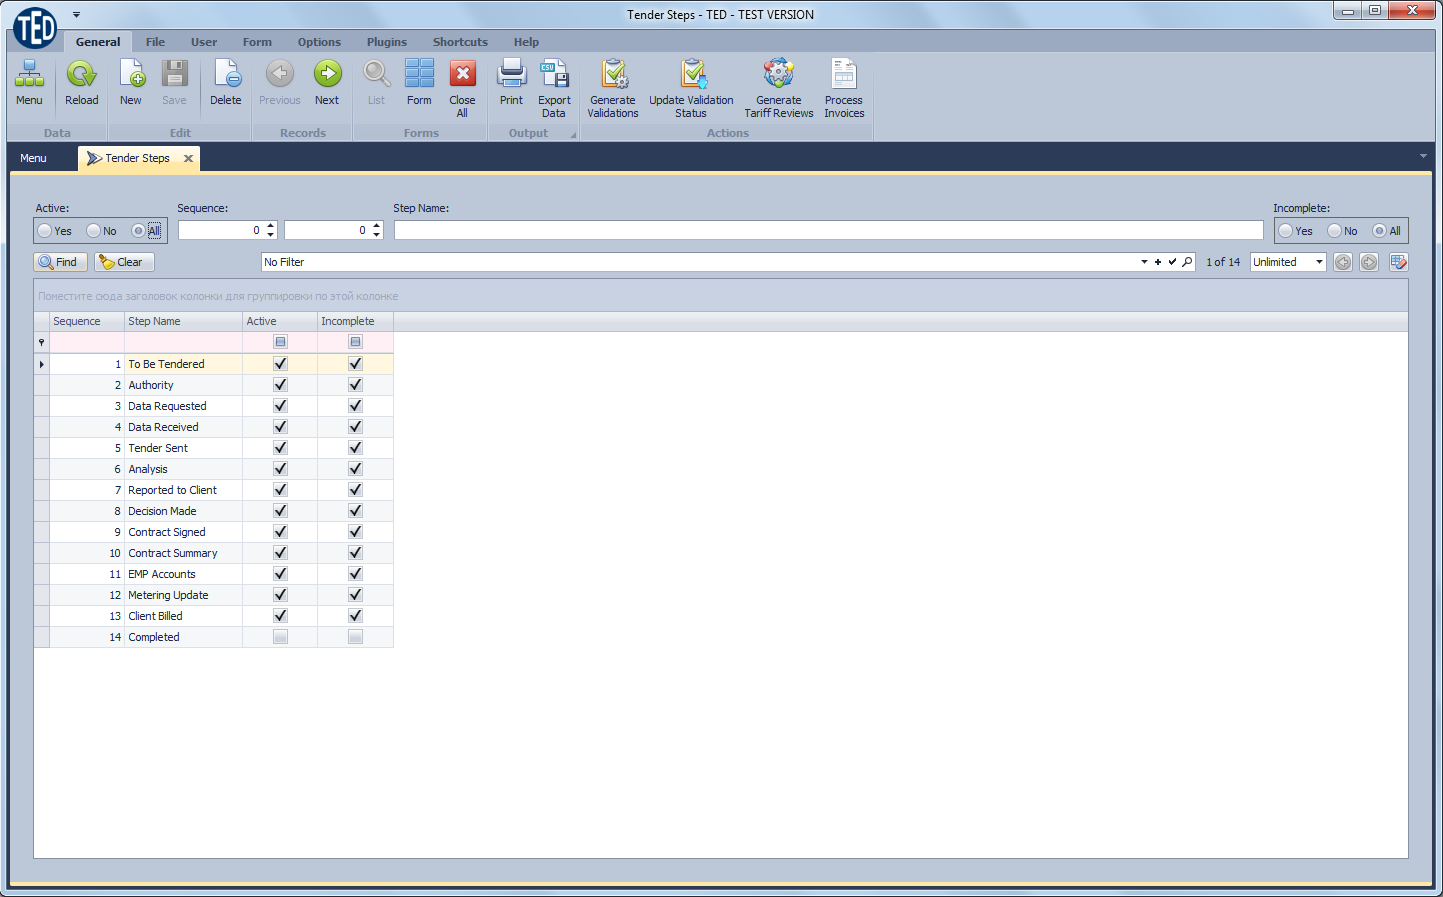 Tender Steps - TED - TEST VERSION
TED
General File User Form Options Plugins Shortcuts Help
Menu Reload New Save Delete Previous Next List Form Close All Print CSV Export Data Generate Validations Update Validation Status Generate Tariff Reviews Process Invoices
Data Edit Records Forms Output Actions
Menu Tender Steps
Active: Sequence: Step Name: Incomplete:
Yes No All 0 0 Yes No All
Find Clear No Filter 1 of 14 Unlimited
Поместите сюда заголовок колонки для группировки по этой колонке
Sequence Step Name Active Incomplete
1 To Be Tendered
2 Authority
3 Data Requested
4 Data Received
5 Tender Sent
6 Analysis
7 Reported to Client
8 Decision Made
9 Contract Signed
10 Contract Summary
11 EMP Accounts
12 Metering Update
13 Client Billed
14 Completed